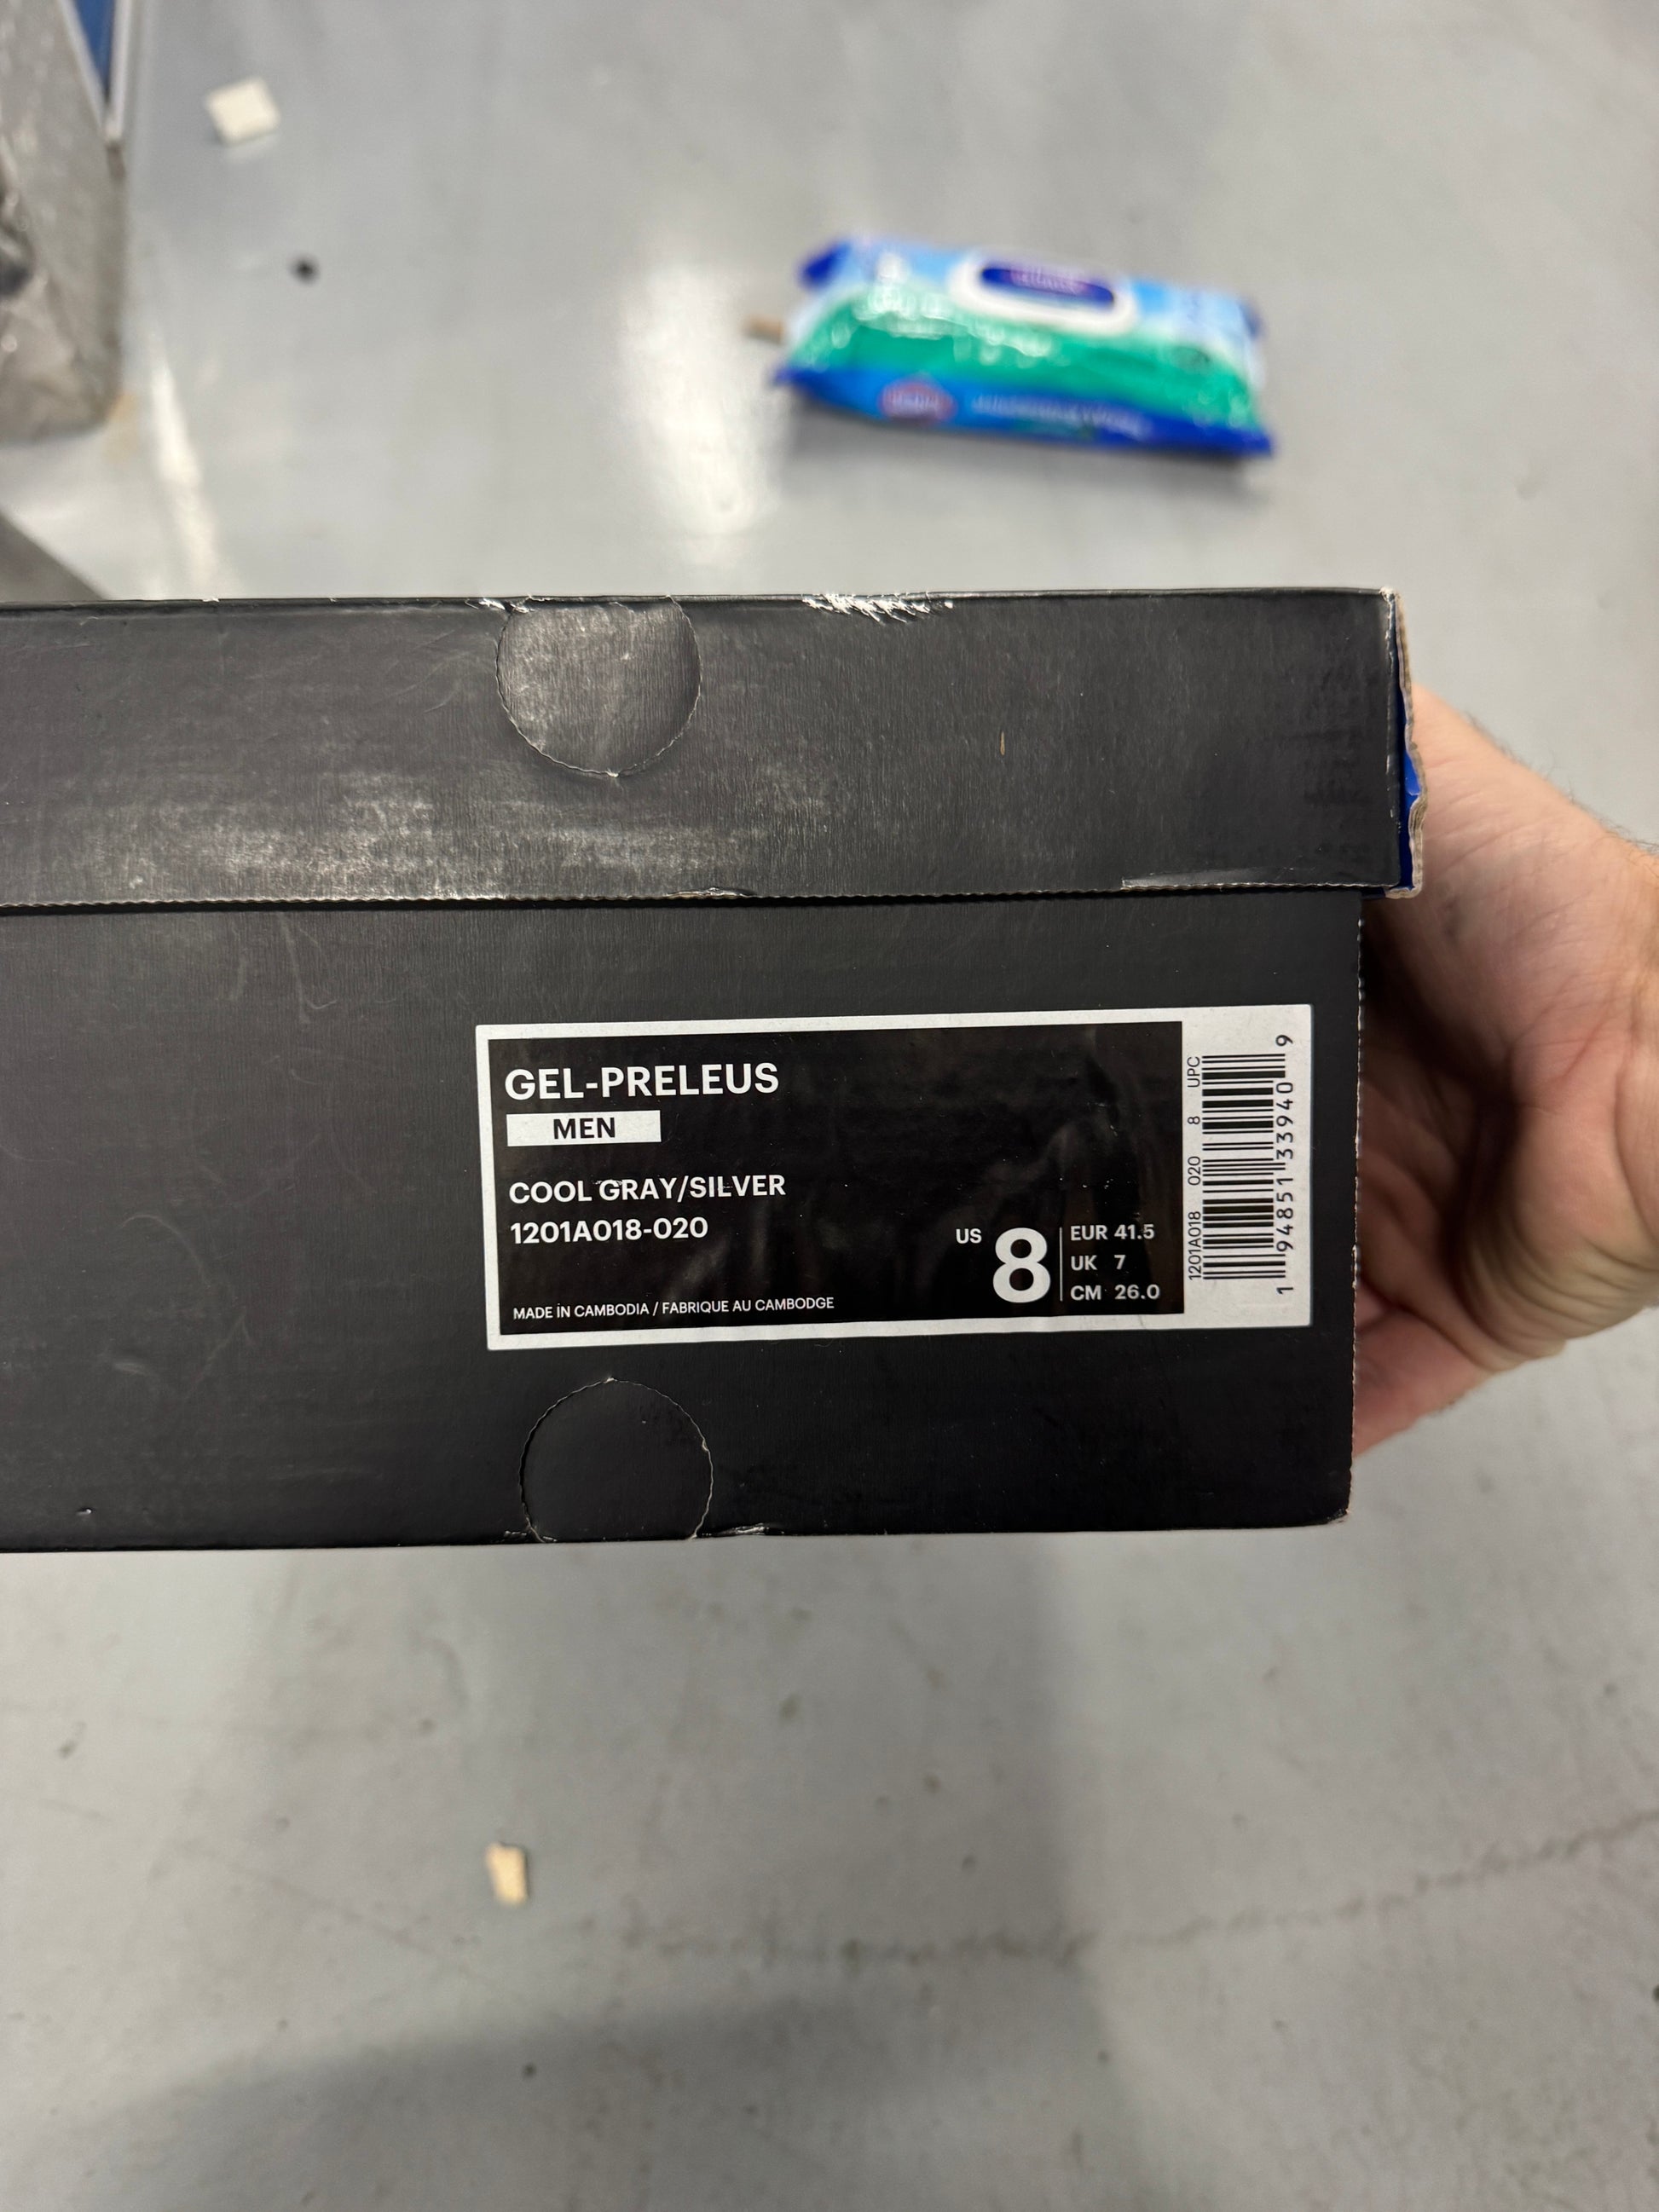 GEL-PRELEUS
MEN
COOL GRAY/SILVER
1201A018-020
MADE IN CAMBODIA / FABRIQUE AU CAMBODGE
US 8
EUR 41.5
UK 7
CM 26.0
1201A018 020 8 UPC
1 94851 33940 9